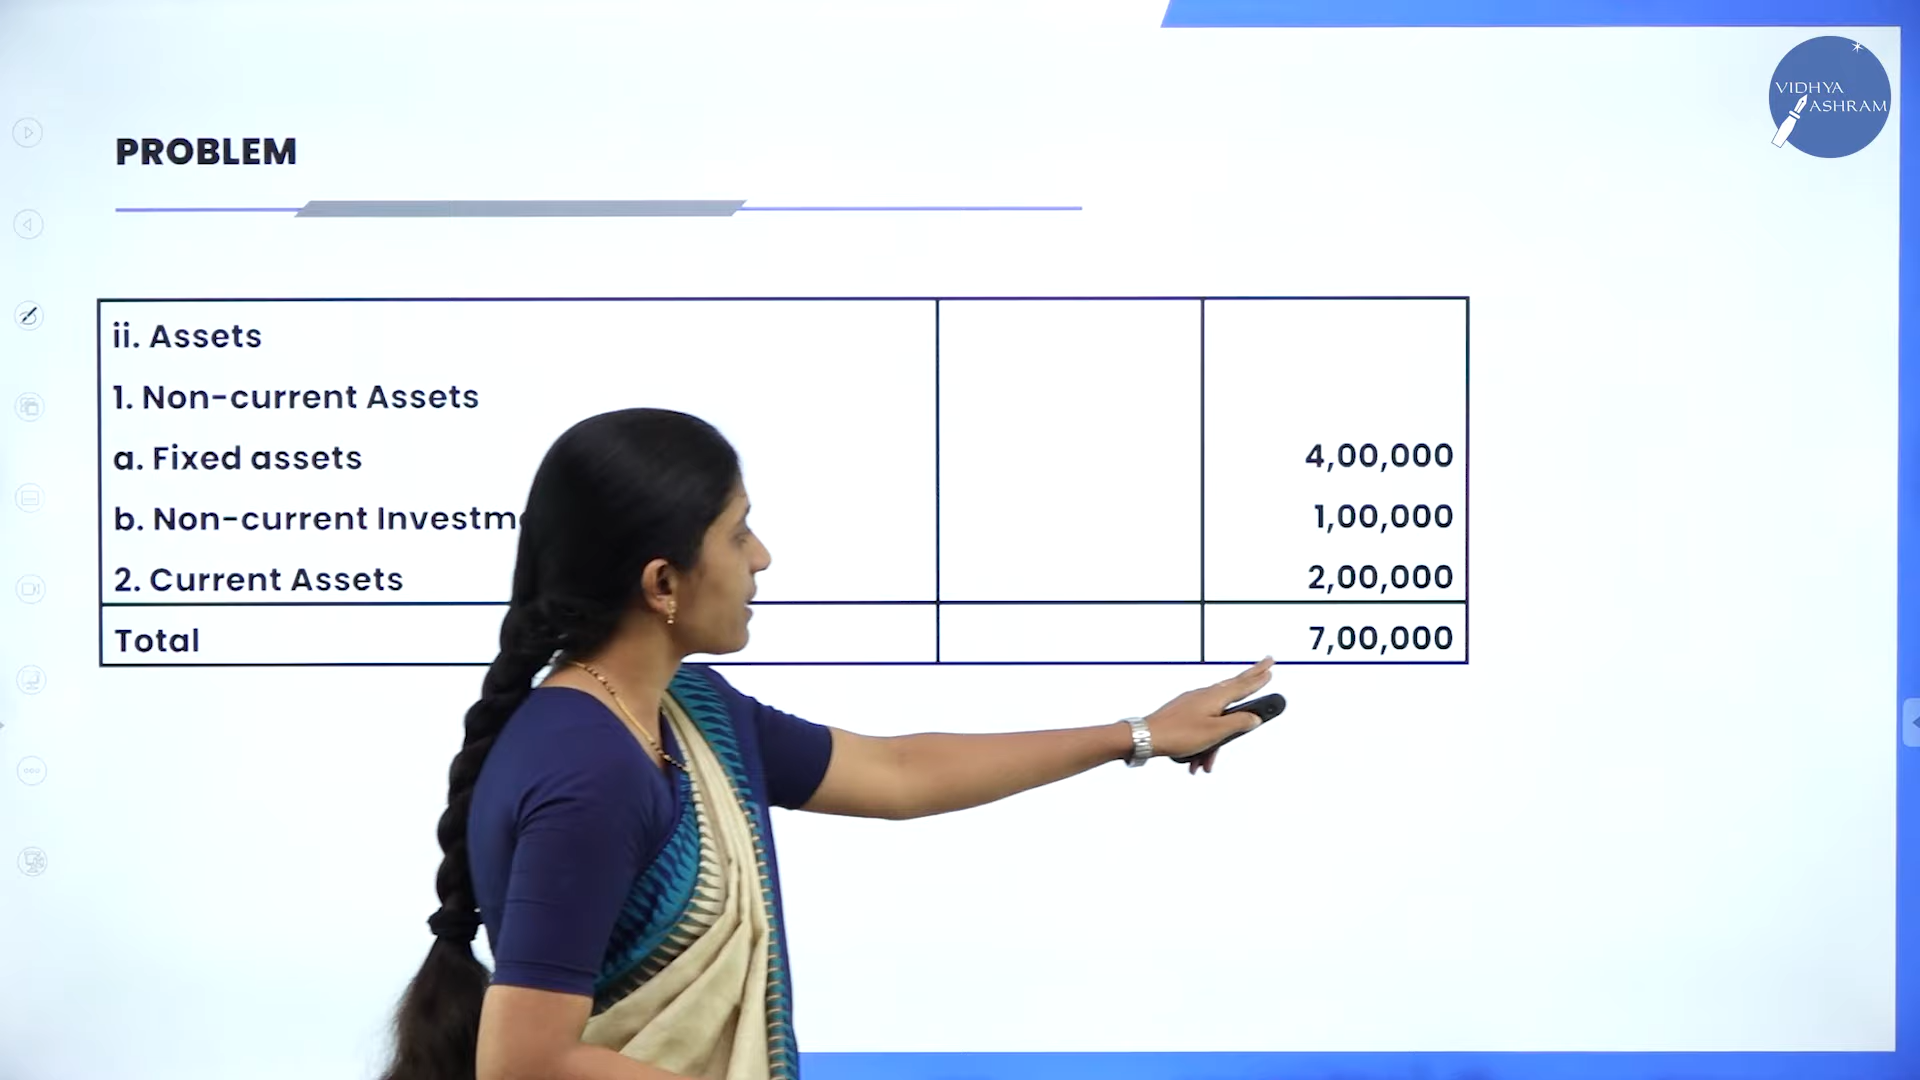 VIDHYA
ASHRAM
PROBLEM
ii. Assets
1. Non-current Assets
a. Fixed assets 4,00,000
b. Non-current 1,00,000
2. Current Assets 2,00,000
Total 7,00,000